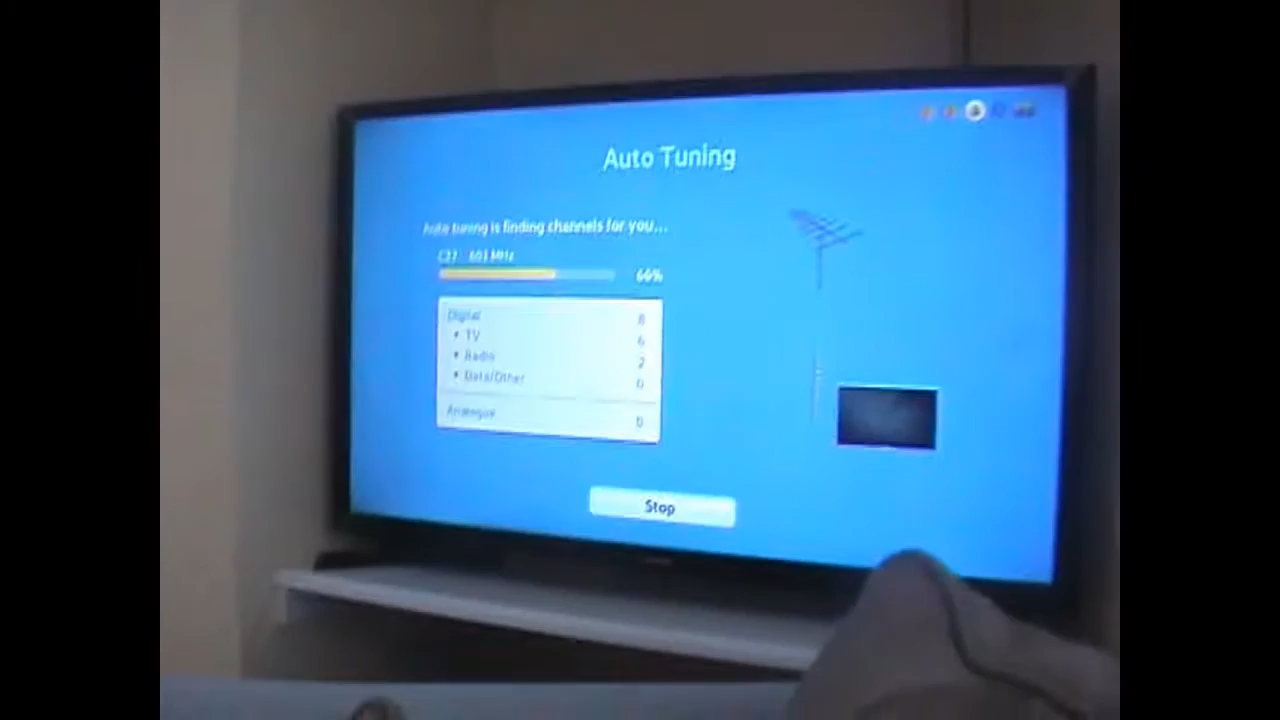 Auto Tuning
Auto tuning is finding channels for you...
603 MHz
66%
Digital 8
• TV 6
• Radio 2
• Data/Other 0
Analogue 0
Stop